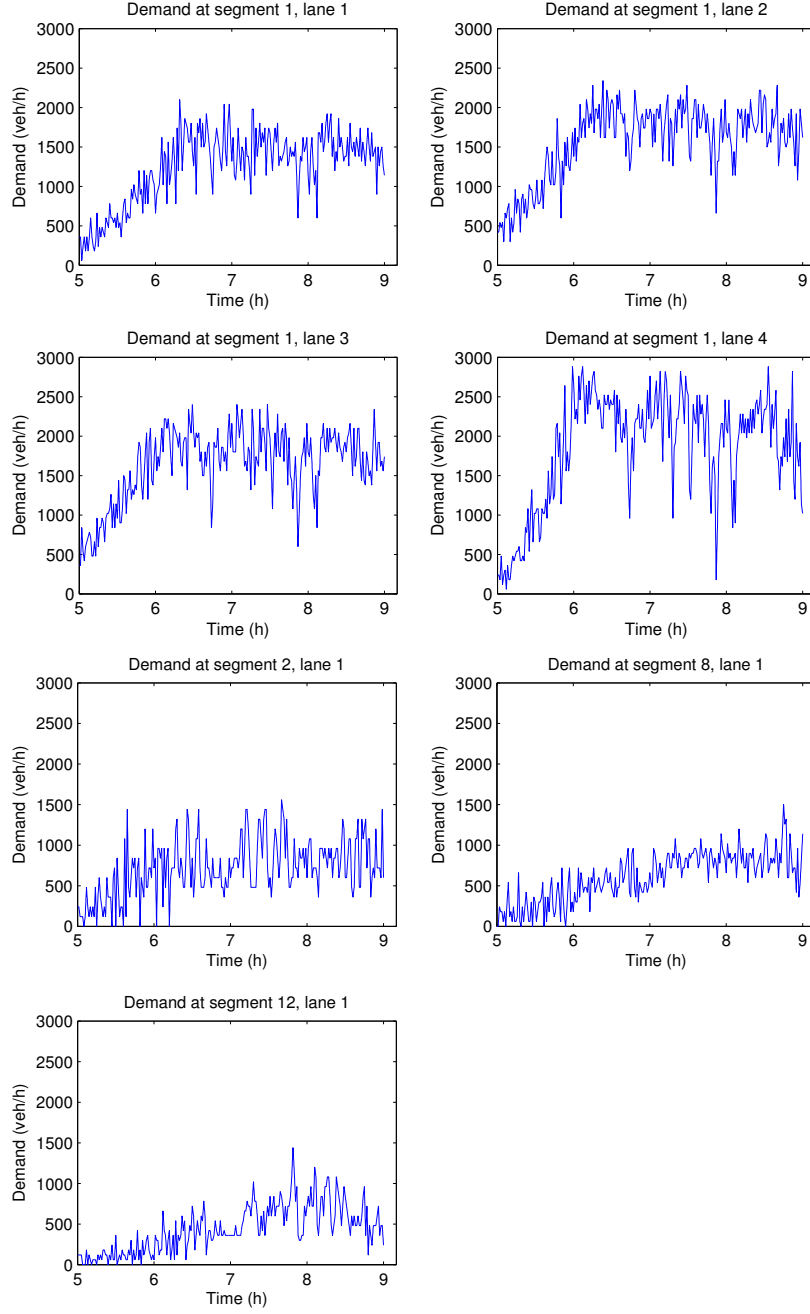 Demand at segment 1, lane 1
3000
2500
2000
1500
1000
500
0
Demand (veh/h)
5 6 7 8 9
Time (h)
Demand at segment 1, lane 2
3000
2500
2000
1500
1000
500
0
Demand (veh/h)
5 6 7 8 9
Time (h)
Demand at segment 1, lane 3
3000
2500
2000
1500
1000
500
0
Demand (veh/h)
5 6 7 8 9
Time (h)
Demand at segment 1, lane 4
3000
2500
2000
1500
1000
500
0
Demand (veh/h)
5 6 7 8 9
Time (h)
Demand at segment 2, lane 1
3000
2500
2000
1500
1000
500
0
Demand (veh/h)
5 6 7 8 9
Time (h)
Demand at segment 8, lane 1
3000
2500
2000
1500
1000
500
0
Demand (veh/h)
5 6 7 8 9
Time (h)
Demand at segment 12, lane 1
3000
2500
2000
1500
1000
500
0
Demand (veh/h)
5 6 7 8 9
Time (h)